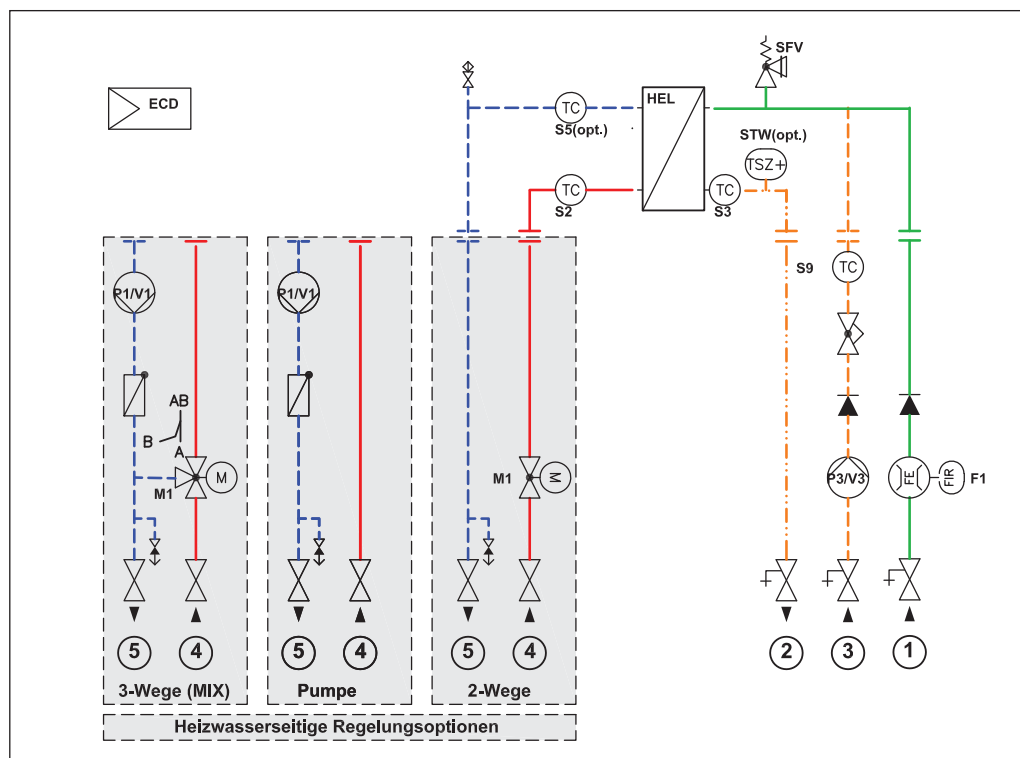 SFV
ECD
TC
HEL
S5(opt.)
STW(opt.)
TSZ+
TC
TC
S2
S3
P1/V1
P1/V1
S9
TC
AB
B
A
M
M1
M1
M
P3/V3
FE
FIR
F1
5
4
5
4
5
4
2
3
1
3-Wege (MIX)
Pumpe
2-Wege
Heizwasserseitige Regelungsoptionen